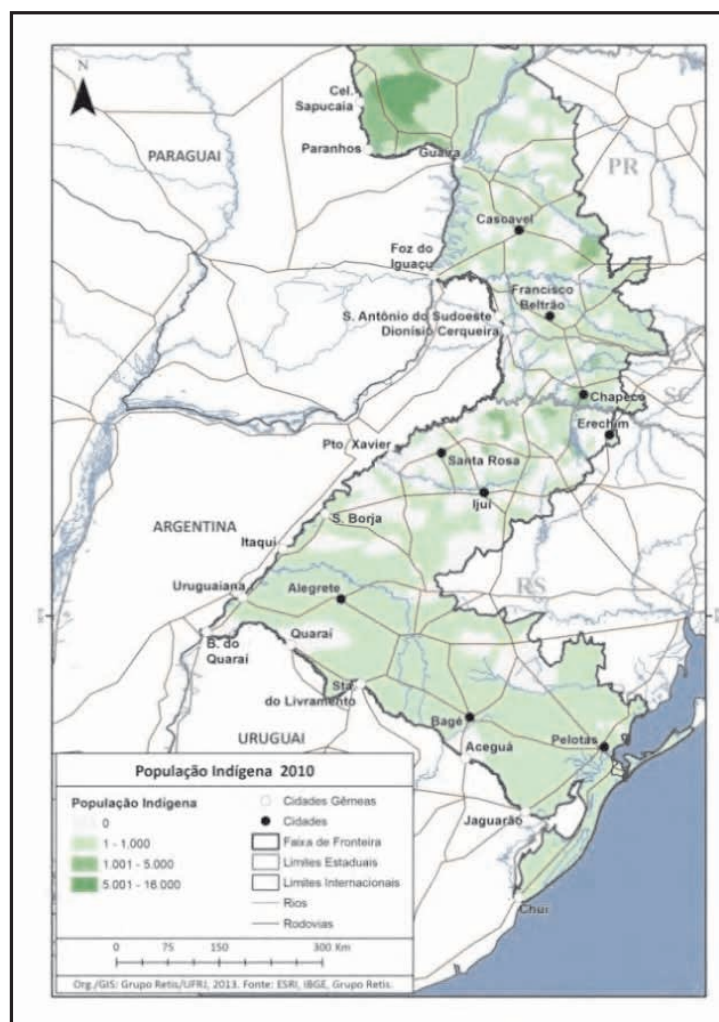 N
Cel.
Sapucaia
PARAGUAI
Paranhos
Guaíra
PR
Cascavel
Foz do
Iguaçu
Francisco
Beltrão
S. Antônio do Sudoeste
Dionísio Cerqueira
SC
Chapecó
Erechim
Pto. Xavier
Santa Rosa
Ijuí
S. Borja
ARGENTINA
Itaqui
RS
Uruguaiana
Alegrete
B. do
Quaraí
Quaraí
Sta.
do Livramento
Bagé
Pelotas
URUGUAI
Aceguá
Jaguarão
Chuí
População Indígena 2010
População Indígena
0
1 - 1.000
1.001 - 5.000
5.001 - 16.000
Cidades Gêmeas
Cidades
Faixa de Fronteira
Limites Estaduais
Limites Internacionais
Rios
Rodovias
0 75 150 300 Km
Org./GIS: Grupo Retis/UFRJ, 2013. Fonte: ESRI, IBGE, Grupo Retis.